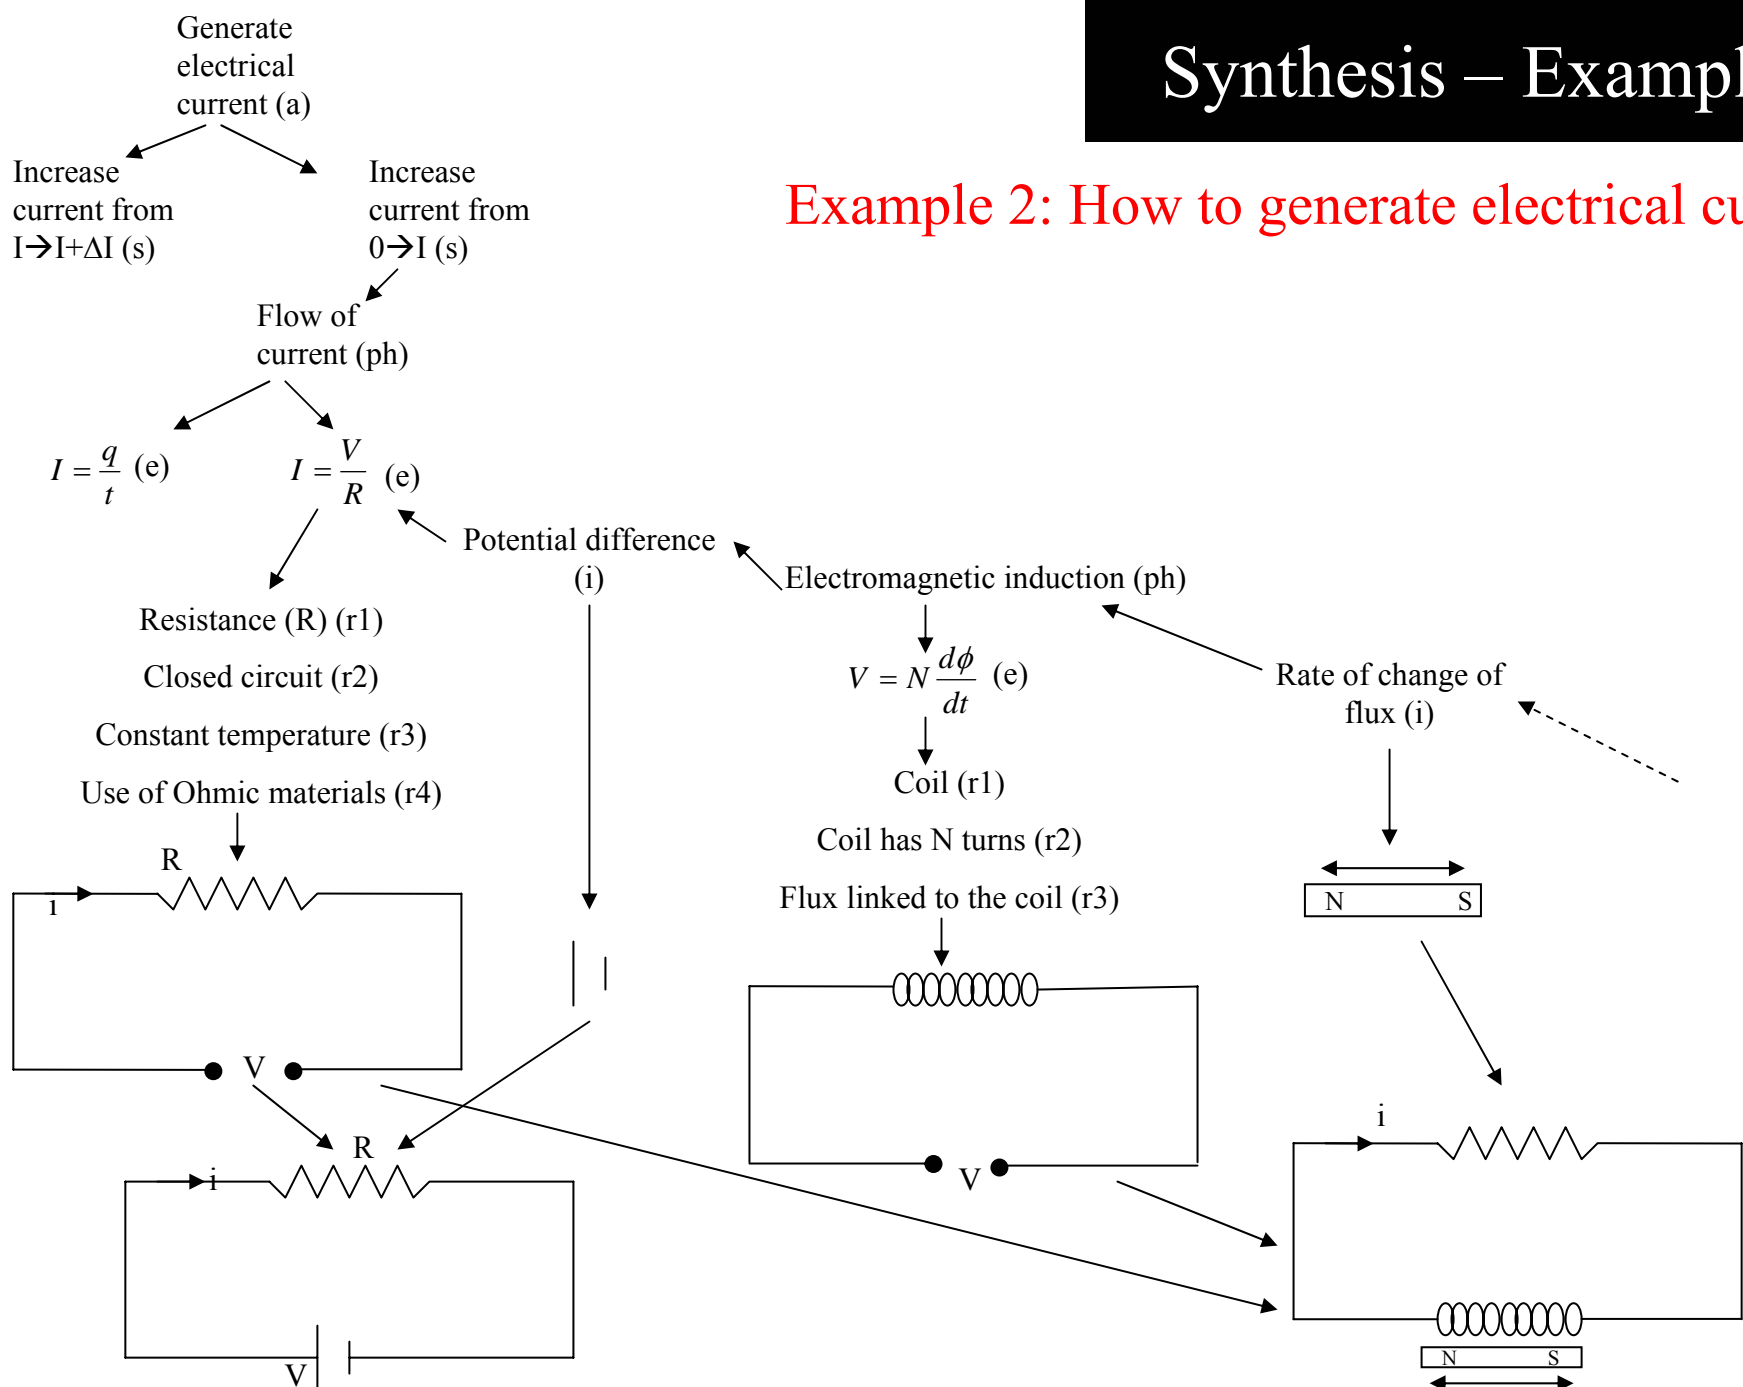 Generate
electrical
current (a)
Synthesis – Exampl
Example 2: How to generate electrical cu
Increase
current from
I→I+ΔI (s)
Increase
current from
0→I (s)
Flow of
current (ph)
I = q/t (e)
I = V/R (e)
Potential difference
(i)
Electromagnetic induction (ph)
Resistance (R) (r1)
Closed circuit (r2)
Constant temperature (r3)
Use of Ohmic materials (r4)
V = N dϕ/dt (e)
Coil (r1)
Coil has N turns (r2)
Flux linked to the coil (r3)
Rate of change of
flux (i)
N S
R
i
V
R
i
V
V
i
N S